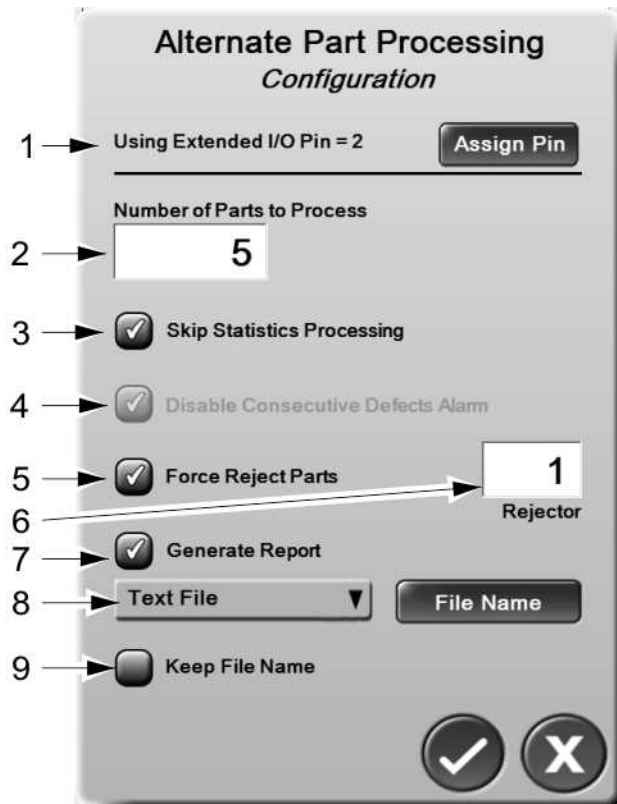 Alternate Part Processing
Configuration
1 Using Extended I/O Pin = 2 Assign Pin
Number of Parts to Process
2 5
3 Skip Statistics Processing
4 Disable Consecutive Defects Alarm
5 Force Reject Parts 1
6 Rejector
7 Generate Report
8 Text File File Name
9 Keep File Name